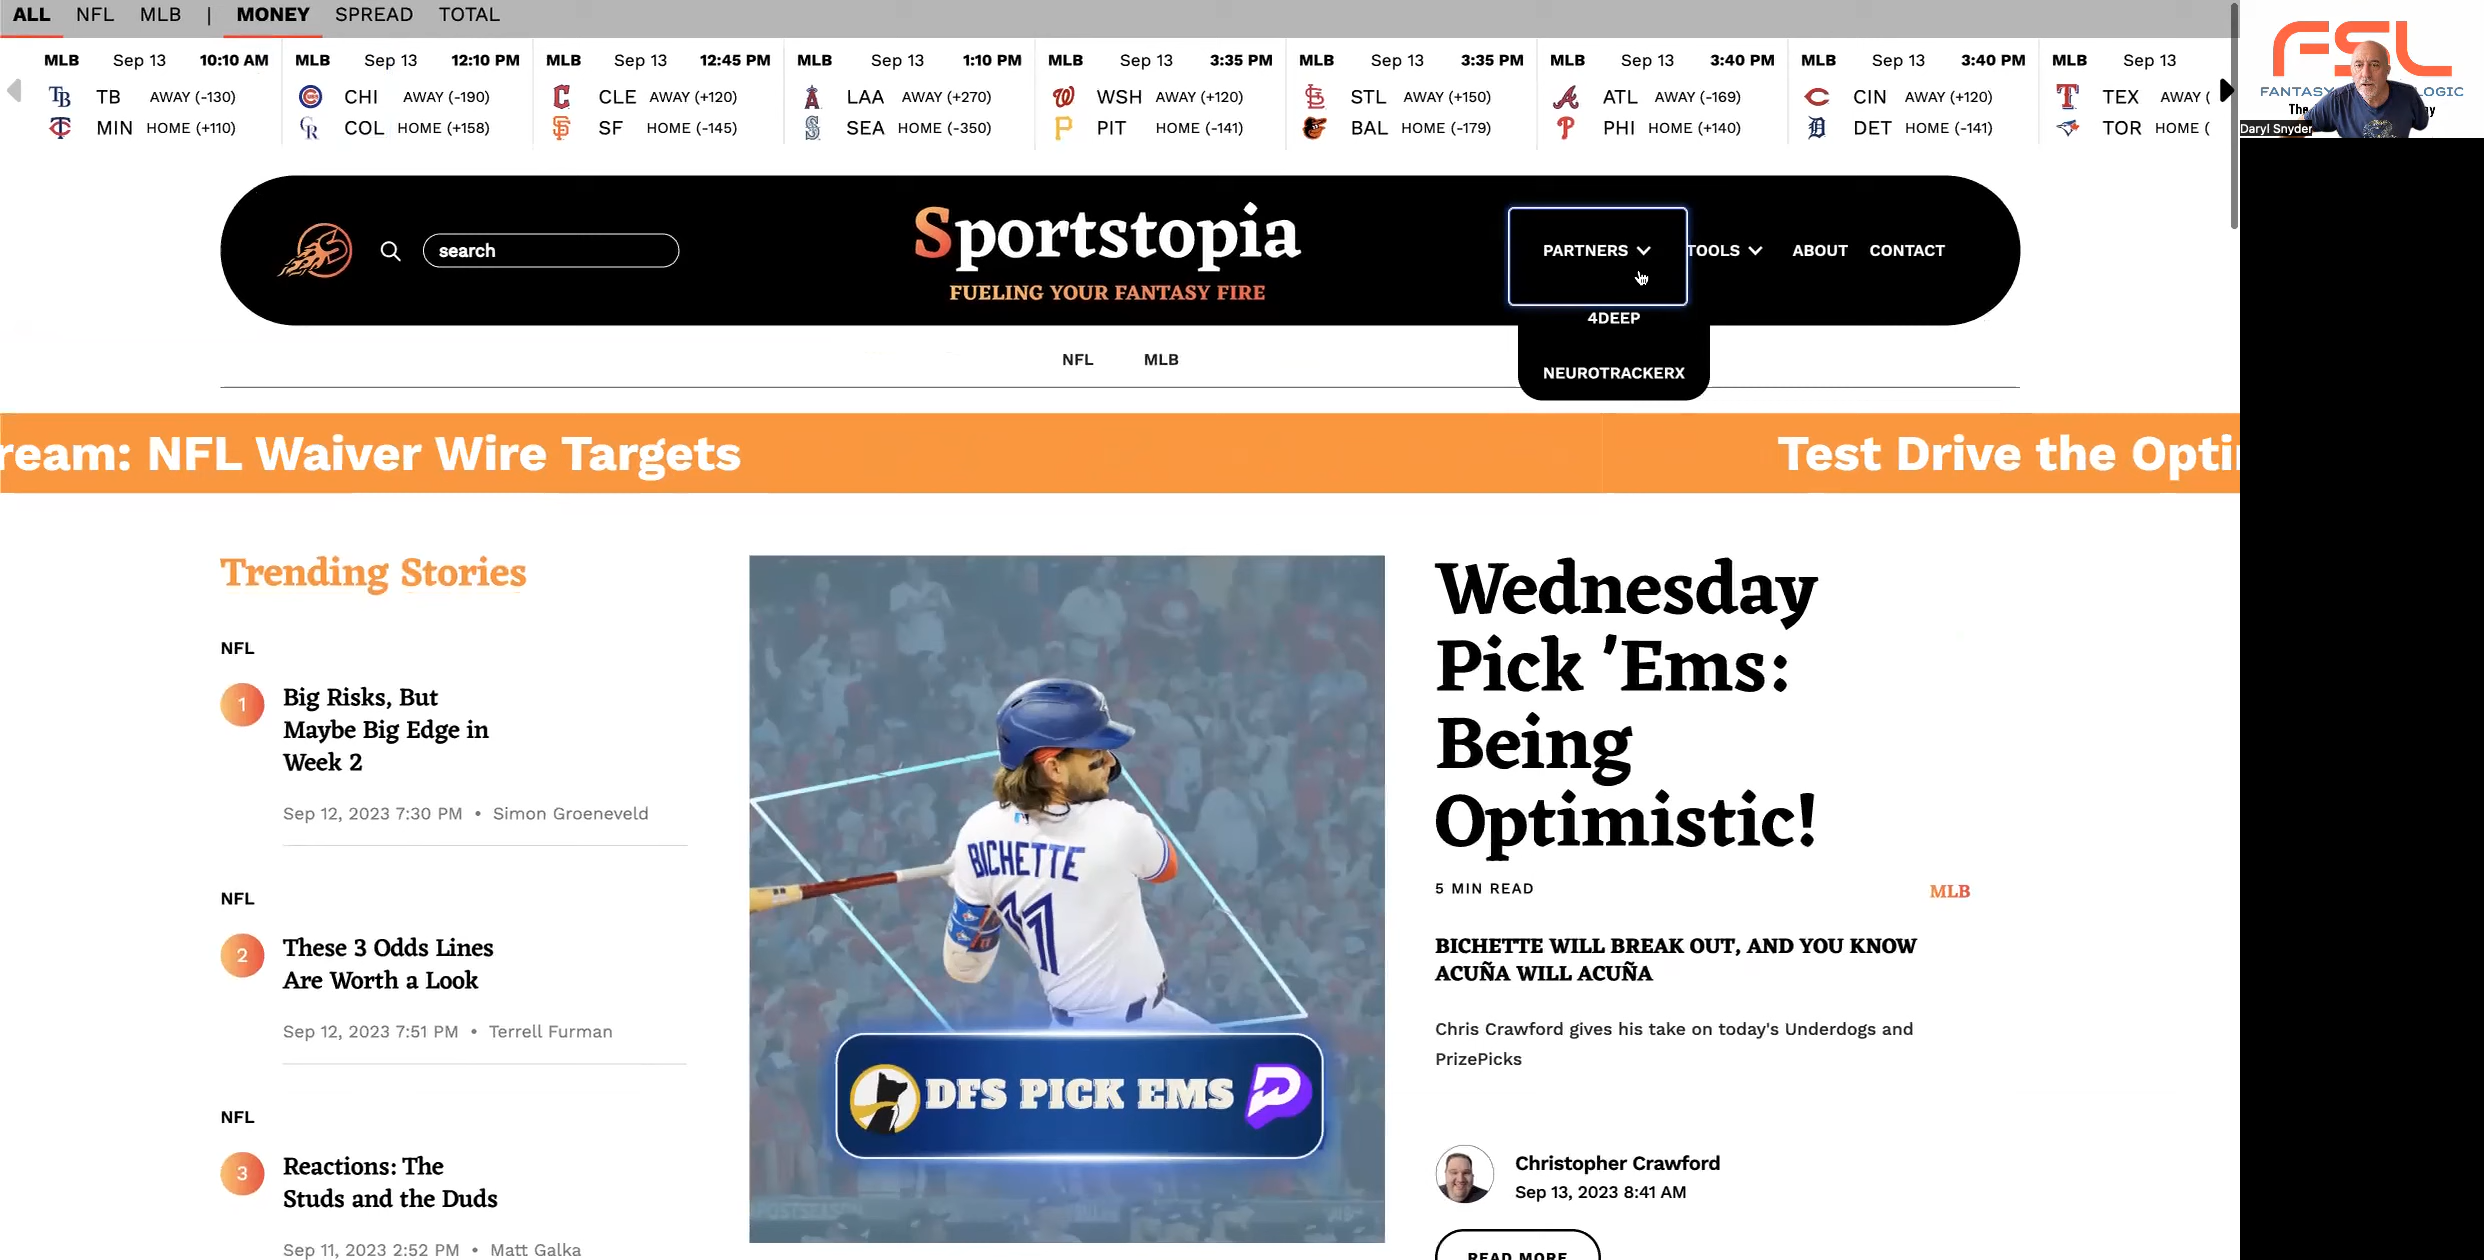 ALL NFL MLB | MONEY SPREAD TOTAL
MLB Sep 13 10:10 AM
TB AWAY (-130)
MIN HOME (+110)
MLB Sep 13 12:10 PM
CHI AWAY (-190)
COL HOME (+158)
MLB Sep 13 12:45 PM
CLE AWAY (+120)
SF HOME (-145)
MLB Sep 13 1:10 PM
LAA AWAY (+270)
SEA HOME (-350)
MLB Sep 13 3:35 PM
WSH AWAY (+120)
PIT HOME (-141)
MLB Sep 13 3:35 PM
STL AWAY (+150)
BAL HOME (-179)
MLB Sep 13 3:40 PM
ATL AWAY (-169)
PHI HOME (+140)
MLB Sep 13 3:40 PM
CIN AWAY (+120)
DET HOME (-141)
MLB Sep 13
TEX AWAY (
TOR HOME (
FSL
FANTASY LOGIC
The
Daryl Snyder
search
Sportstopia
FUELING YOUR FANTASY FIRE
PARTNERS TOOLS ABOUT CONTACT
4DEEP
NEUROTRACKERX
NFL MLB
ream: NFL Waiver Wire Targets
Test Drive the Opti
Trending Stories
NFL
1
Big Risks, But
Maybe Big Edge in
Week 2
Sep 12, 2023 7:30 PM • Simon Groeneveld
NFL
2
These 3 Odds Lines
Are Worth a Look
Sep 12, 2023 7:51 PM • Terrell Furman
NFL
3
Reactions: The
Studs and the Duds
Sep 11, 2023 2:52 PM • Matt Galka
BICHETTE
11
DFS PICK EMS
Wednesday
Pick 'Ems:
Being
Optimistic!
5 MIN READ
MLB
BICHETTE WILL BREAK OUT, AND YOU KNOW
ACUÑA WILL ACUÑA
Chris Crawford gives his take on today's Underdogs and
PrizePicks
Christopher Crawford
Sep 13, 2023 8:41 AM
READ MORE